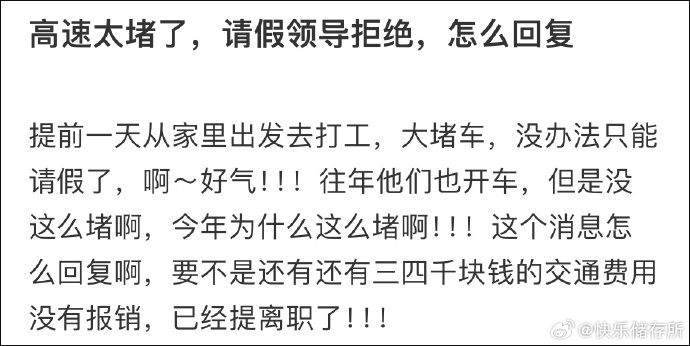 高速太堵了，请假领导拒绝，怎么回复
提前一天从家里出发去打工，大堵车，没办法只能
请假了，啊～好气!!!往年他们也开车，但是没
这么堵啊，今年为什么这么堵啊!!!这个消息怎
么回复啊，要不是还有还有三四千块钱的交通费用
没有报销，已经提离职了!!!
@快乐储存所